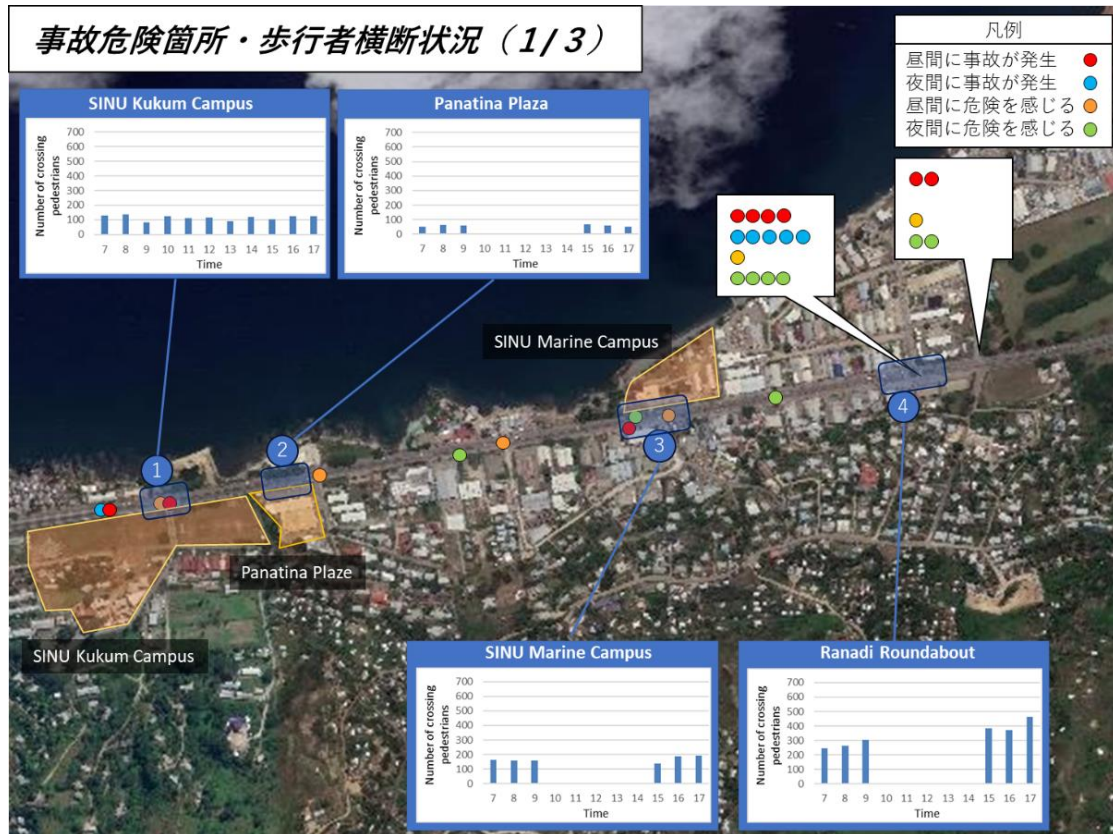 事故危険箇所・歩行者横断状況（1/3）
凡例
昼間に事故が発生
夜間に事故が発生
昼間に危険を感じる
夜間に危険を感じる
SINU Kukum Campus
Number of crossing
pedestrians
700
600
500
400
300
200
100
0
7 8 9 10 11 12 13 14 15 16 17
Time
Panatina Plaza
Number of crossing
pedestrians
700
600
500
400
300
200
100
0
7 8 9 10 11 12 13 14 15 16 17
Time
SINU Marine Campus
1
2
3
4
Panatina Plaze
SINU Kukum Campus
SINU Marine Campus
Number of crossing
pedestrians
700
600
500
400
300
200
100
0
7 8 9 10 11 12 13 14 15 16 17
Time
Ranadi Roundabout
Number of crossing
pedestrians
700
600
500
400
300
200
100
0
7 8 9 10 11 12 13 14 15 16 17
Time